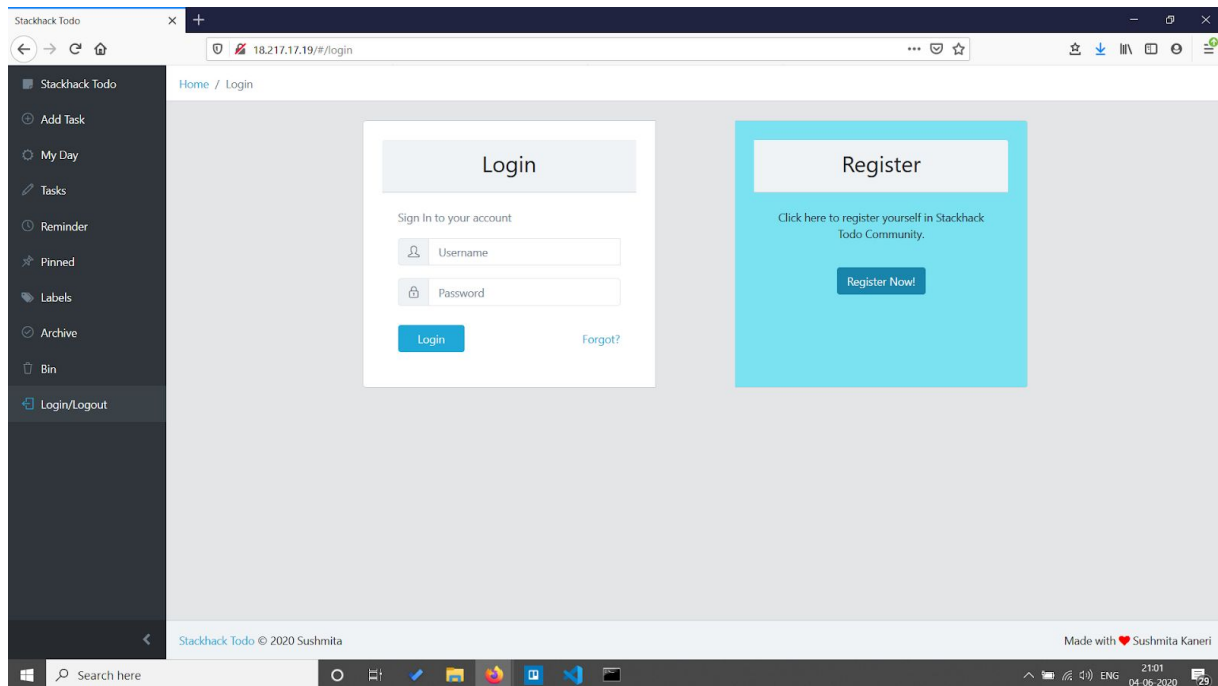 Stackhack Todo
18.217.17.19/#/login
Stackhack Todo
Add Task
My Day
Tasks
Reminder
Pinned
Labels
Archive
Bin
Login/Logout
Home / Login
Login
Sign In to your account
Username
Password
Login
Forgot?
Register
Click here to register yourself in Stackhack
Todo Community.
Register Now!
Stackhack Todo © 2020 Sushmita
Made with ❤ Sushmita Kaneri
Search here
ENG
21:01
04-06-2020
29